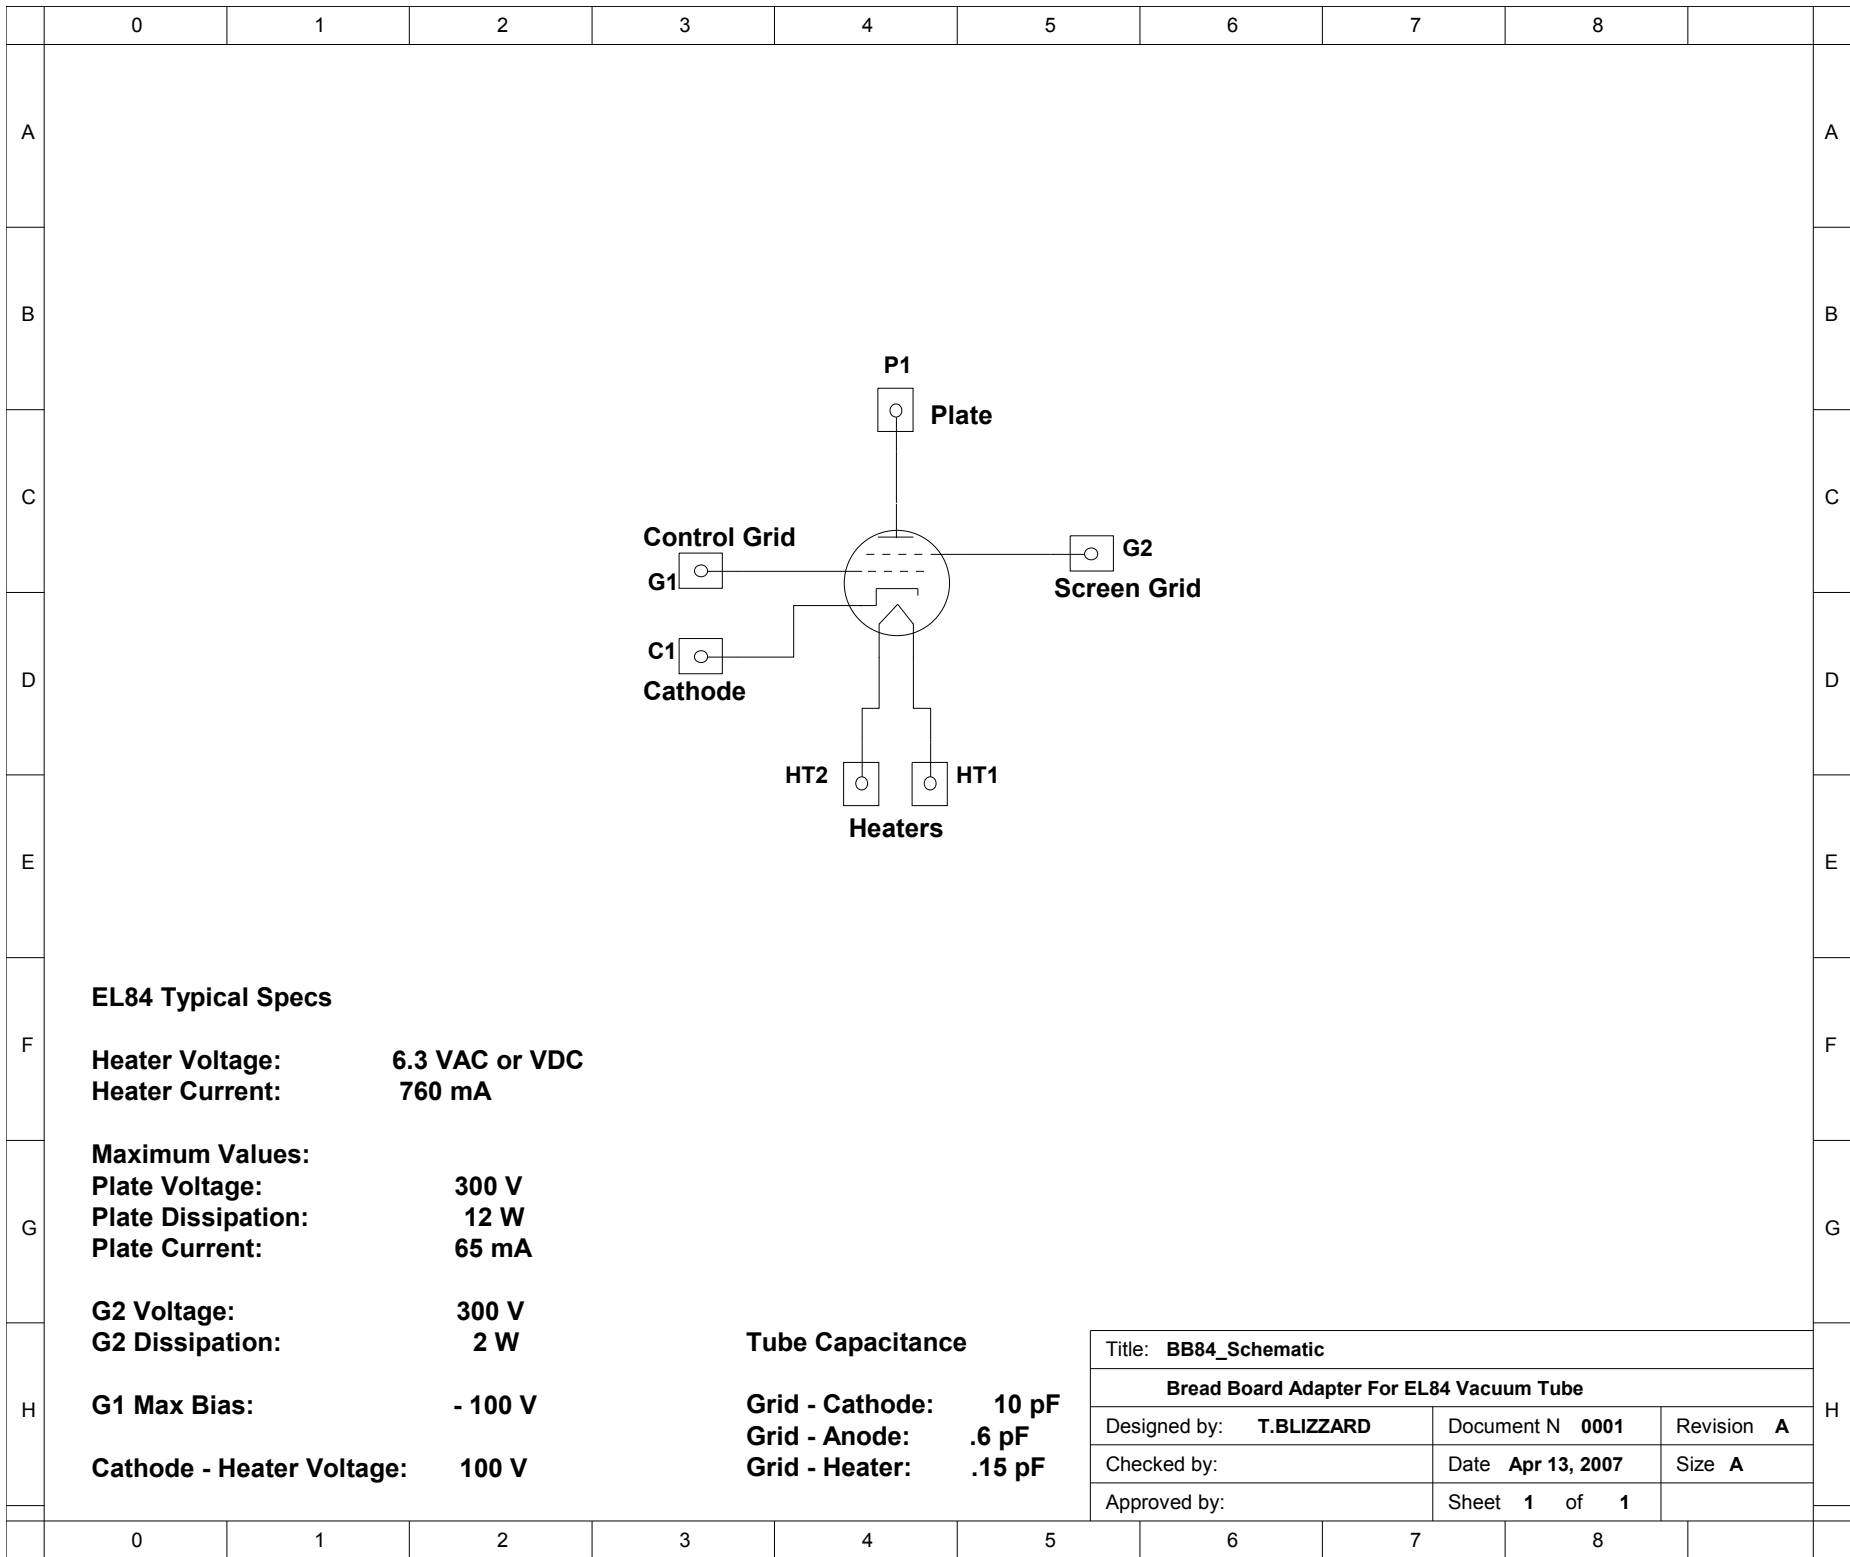 0 1 2 3 4 5 6 7 8
A A
B B
P1
Plate
C C
Control Grid
G2
G1
Screen Grid
C1
D D
Cathode
HT2 HT1
Heaters
E E
EL84 Typical Specs
F F
Heater Voltage: 6.3 VAC or VDC
Heater Current: 760 mA
Maximum Values:
Plate Voltage: 300 V
Plate Dissipation: 12 W
G G
Plate Current: 65 mA
G2 Voltage: 300 V
G2 Dissipation: 2 W
G1 Max Bias: - 100 V
Cathode - Heater Voltage: 100 V
Tube Capacitance
Grid - Cathode: 10 pF
Grid - Anode: .6 pF
Grid - Heater: .15 pF
H H
Title: BB84_Schematic
Bread Board Adapter For EL84 Vacuum Tube
Designed by: T.BLIZZARD Document N 0001 Revision A
Checked by: Date Apr 13, 2007 Size A
Approved by: Sheet 1 of 1
0 1 2 3 4 5 6 7 8